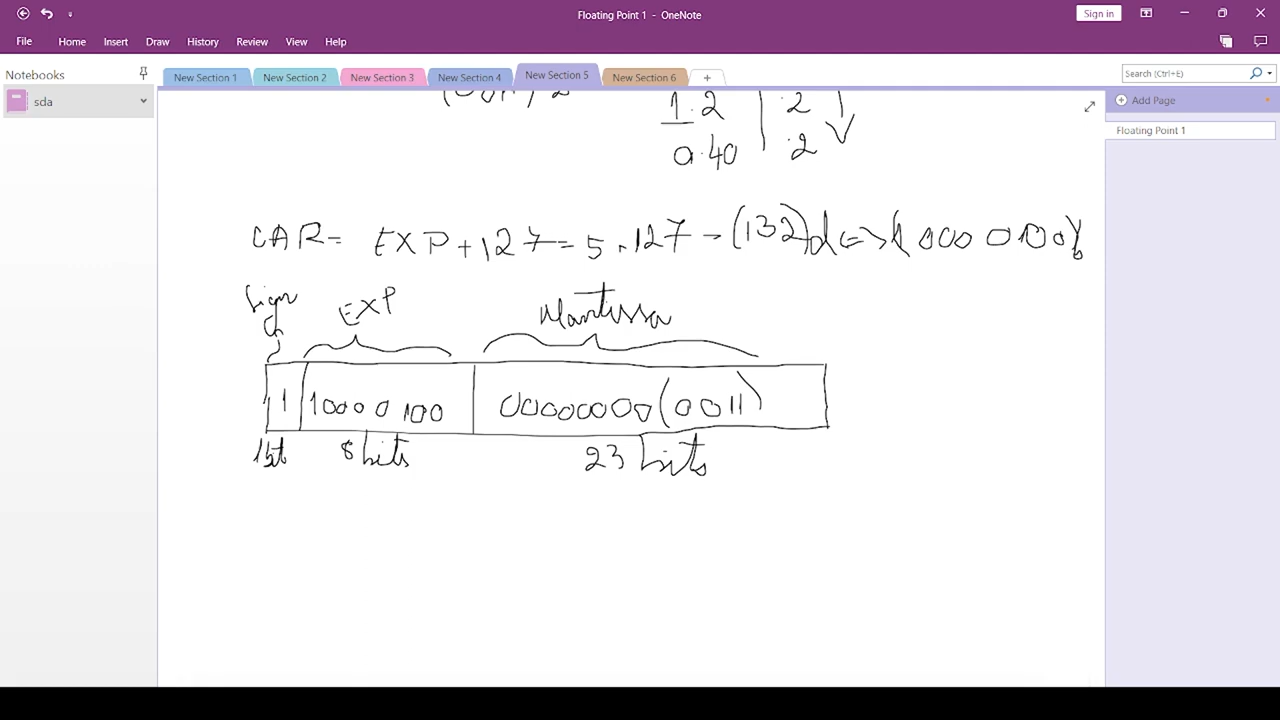 Floating Point 1 - OneNote
Sign in
File Home Insert Draw History Review View Help
Notebooks
New Section 1 New Section 2 New Section 3 New Section 4 New Section 5 New Section 6 +
Search (Ctrl+E)
sda
Add Page
Floating Point 1
1.2 | .2
0.40 | .2
CAR= EXP+127=5.127-(132)d<=>(10000100)b
Sign EXP Mantissa
1 10000100 000000000(0011)
1bit 8 bits 23 bits